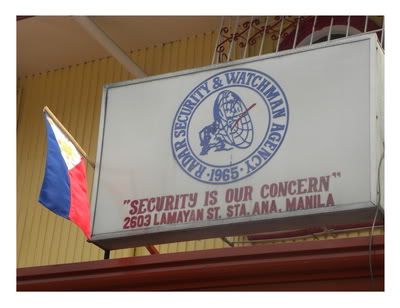 RADAR SECURITY & WATCHMAN AGENCY
·1965·
"SECURITY IS OUR CONCERN"
2603 LAMAYAN ST. STA. ANA, MANILA